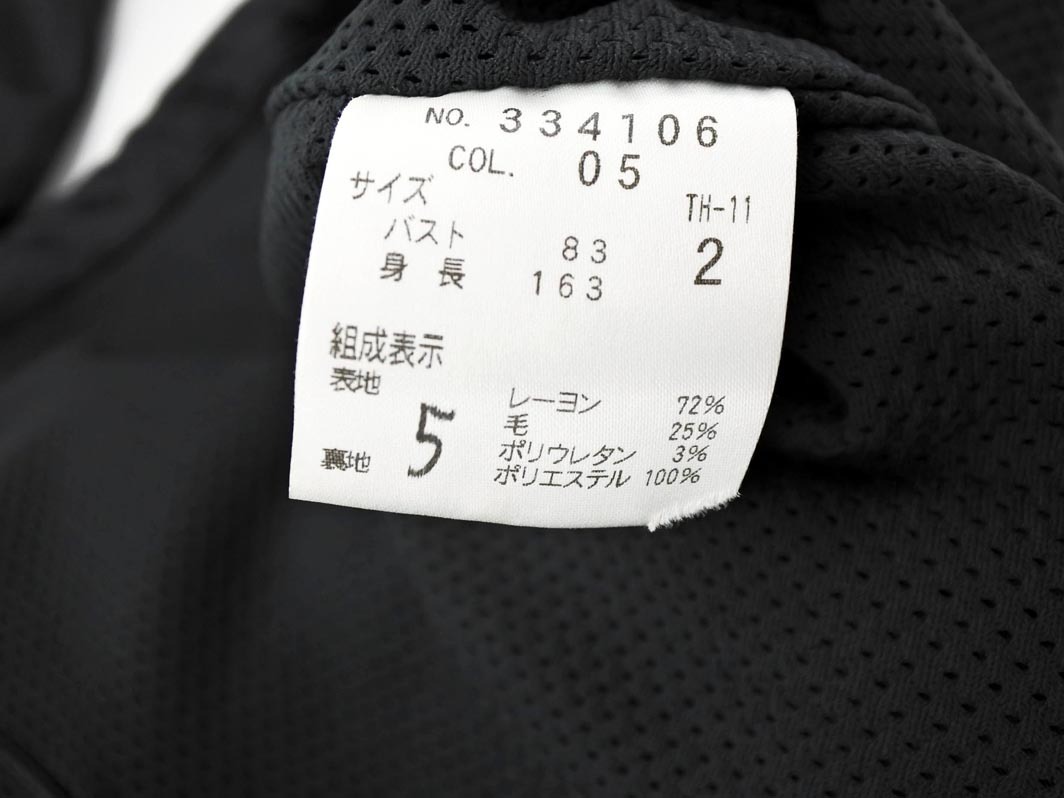 NO. 334106
COL. 05
サイズ TH-11
バスト 83 2
身長 163
組成表示
表地 レーヨン 72%
毛 25%
5 ポリウレタン 3%
裏地 ポリエステル 100%